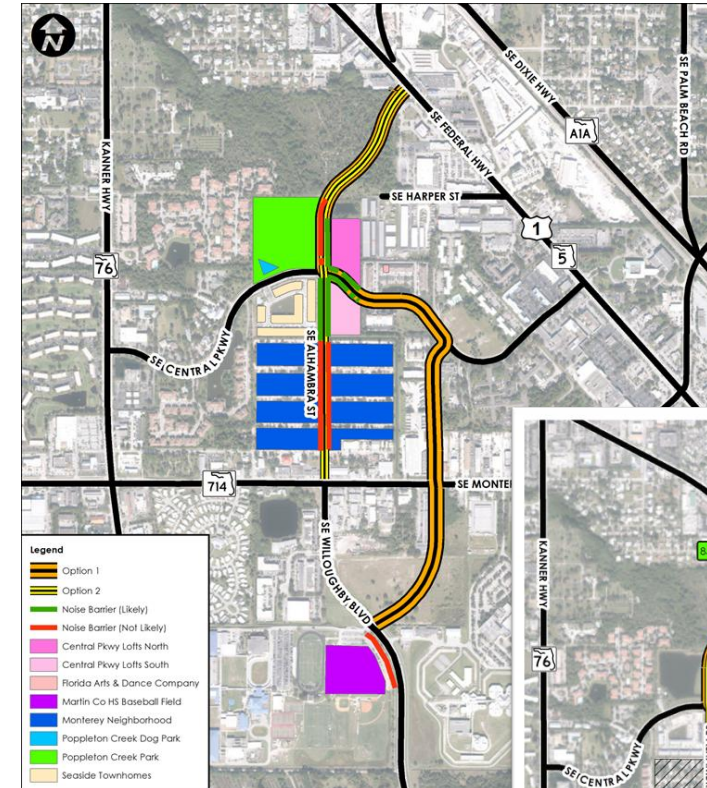 N
SE DIXIE HWY
A1A
SE PALM BEACH RD
KANNER HWY
SE FEDERAL HWY
SE HARPER ST
1
5
76
SE CENTRAL PKWY
SE ALHAMBRA ST
714
SE MONTE
SE WILLOUGHBY BLVD
Legend
Option 1
Option 2
Noise Barrier (Likely)
Noise Barrier (Not Likely)
Central Pkwy Lofts North
Central Pkwy Lofts South
Florida Arts & Dance Company
Martin Co HS Baseball Field
Monterey Neighborhood
Poppleton Creek Dog Park
Poppleton Creek Park
Seaside Townhomes
KANNER HWY
8
76
SE CENTRAL PKWY